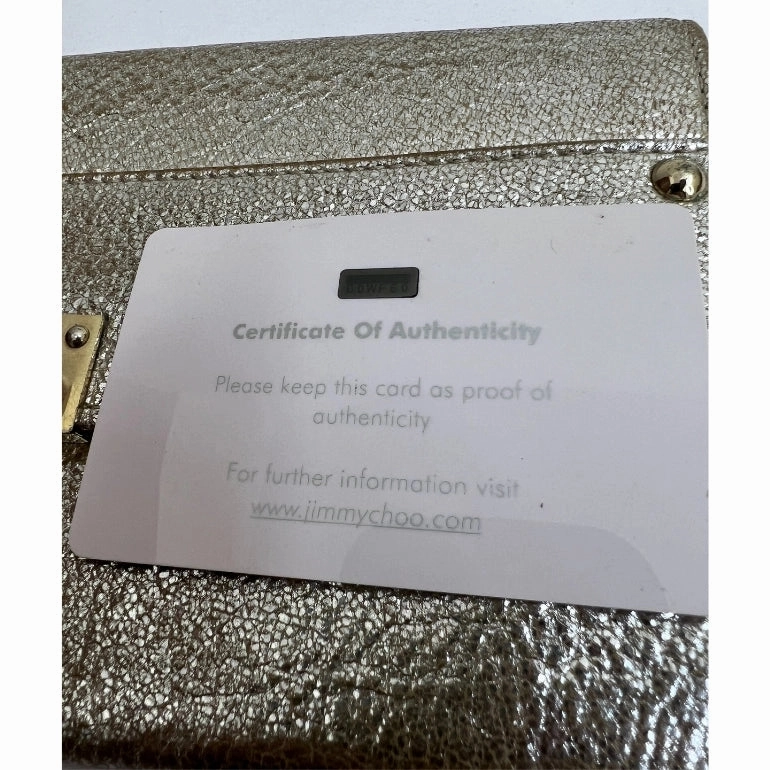 Certificate Of Authenticity
Please keep this card as proof of
authenticity
For further information visit
www.jimmychoo.com